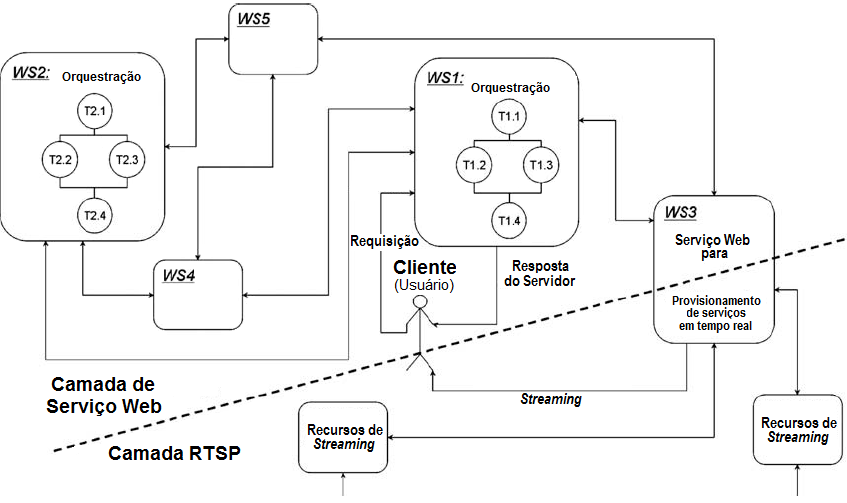 WS5
WS2:
Orquestração
T2.1
T2.2
T2.3
T2.4
WS1:
Orquestração
T1.1
T1.2
T1.3
T1.4
WS3
Serviço Web
para
Provisionamento
de serviços
em tempo real
WS4
Requisição
Cliente
(Usuário)
Resposta
do Servidor
Streaming
Camada de
Serviço Web
Camada RTSP
Recursos de
Streaming
Recursos de
Streaming